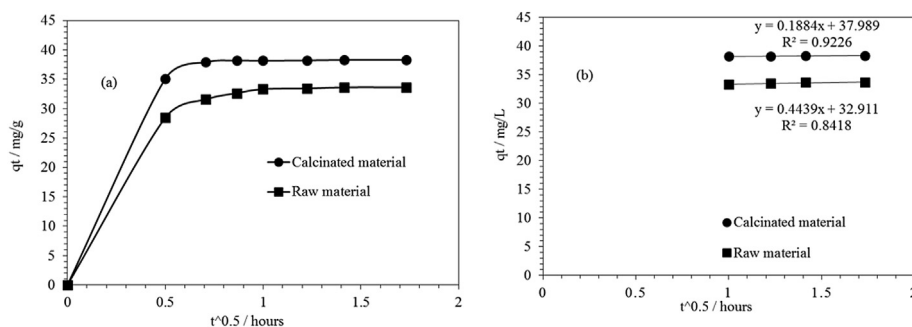 45
40
35
30
25
20
15
10
5
0
qt / mg/g
(a)
Calcinated material
Raw material
0 0.5 1 1.5 2
t^0.5 / hours
y = 0.1884x + 37.989
R² = 0.9226
45
40
35
30
25
20
15
10
5
0
qt / mg/L
(b)
y = 0.4439x + 32.911
R² = 0.8418
Calcinated material
Raw material
0 0.5 1 1.5 2
t^0.5 / hours